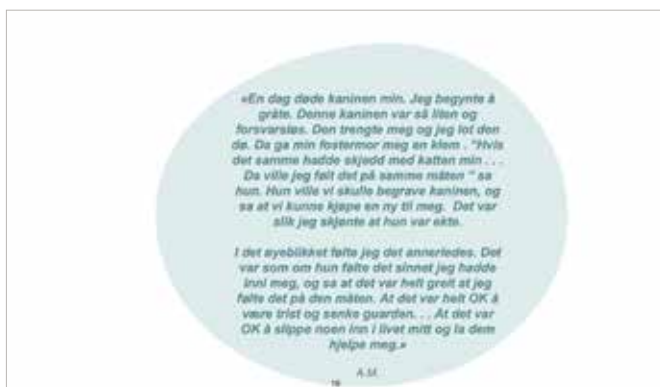 «En dag døde kaninen min. Jeg begynte å
gråte. Denne kaninen var så liten og
forsvarsløs. Den trengte meg og jeg lot den
dø. Da ga min fostermor meg en klem . "Hvis
det samme hadde skjedd med katten min . . .
Da ville jeg følt det på samme måten " sa
hun. Hun ville vi skulle begrave kaninen, og
sa at vi kunne kjøpe en ny til meg. Det var
slik jeg skjønte at hun var ekte.
I det øyeblikket følte jeg det annerledes. Det
var som om hun følte det sinnet jeg hadde
inni meg, og sa at det var helt greit at jeg
følte det på den måten. At det var helt OK å
være trist og senke guarden. . . At det var
OK å slippe noen inn i livet mitt og la dem
hjelpe meg.»
A.M.